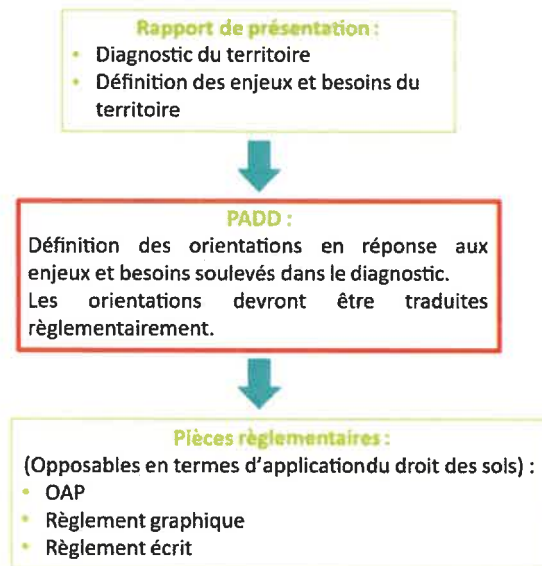 Rapport de présentation :
• Diagnostic du territoire
• Définition des enjeux et besoins du
territoire
PADD :
Définition des orientations en réponse aux
enjeux et besoins soulevés dans le diagnostic.
Les orientations devront être traduites
règlementairement.
Pièces règlementaires :
(Opposables en termes d'applicationdu droit des sols) :
• OAP
• Règlement graphique
• Règlement écrit